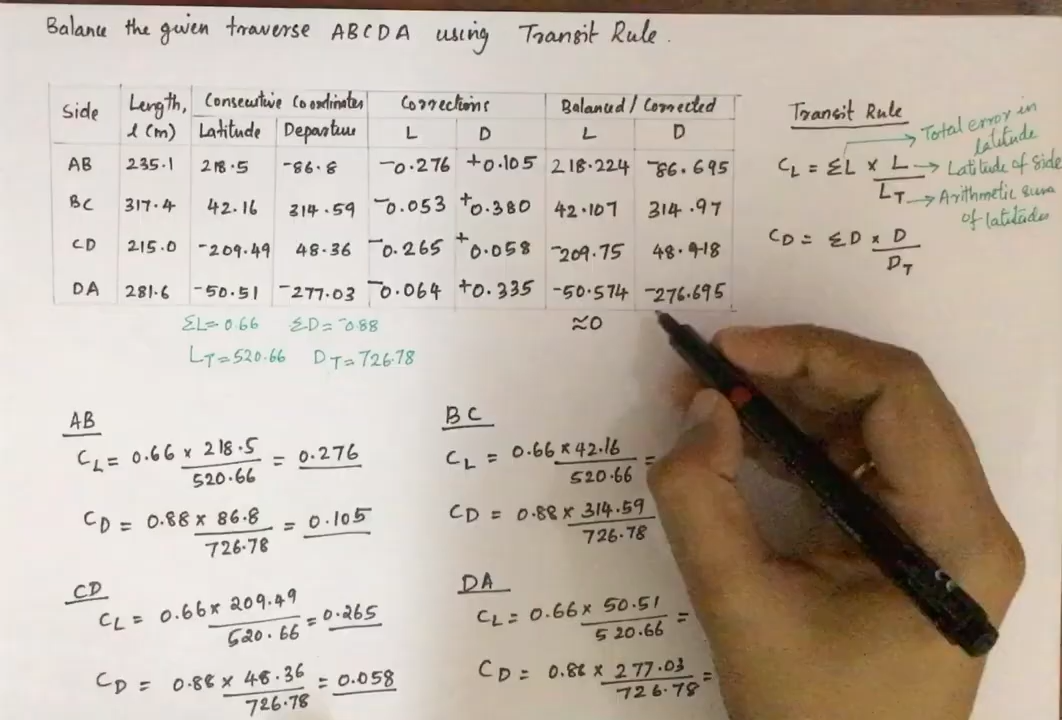 Balance the given traverse ABCDA using Transit Rule.
Side Length, l (m) Consecutive Coordinates Corrections Balanced / Corrected
Latitude Departure L D L D
AB 235.1 218.5 -86.8 -0.276 +0.105 218.224 -86.695
BC 317.4 42.16 314.59 -0.053 +0.380 42.107 314.97
CD 215.0 -209.49 48.36 -0.265 +0.058 -209.75 48.418
DA 281.6 -50.51 -277.03 -0.064 +0.335 -50.574 -276.695
ΣL = 0.66 ΣD = -0.88 ≈0
LT = 520.66 DT = 726.78
Transit Rule
Total error in latitude
CL = ΣL × L / LT
Latitude of side
Arithmetic sum of latitudes
CD = ΣD × D / DT
AB
CL = 0.66 × 218.5 / 520.66 = 0.276
CD = 0.88 × 86.8 / 726.78 = 0.105
BC
CL = 0.66 × 42.16 / 520.66 =
CD = 0.88 × 314.59 / 726.78
CD
CL = 0.66 × 209.49 / 520.66 = 0.265
CD = 0.88 × 48.36 / 726.78 = 0.058
DA
CL = 0.66 × 50.51 / 520.66 =
CD = 0.88 × 277.03 / 726.78 =